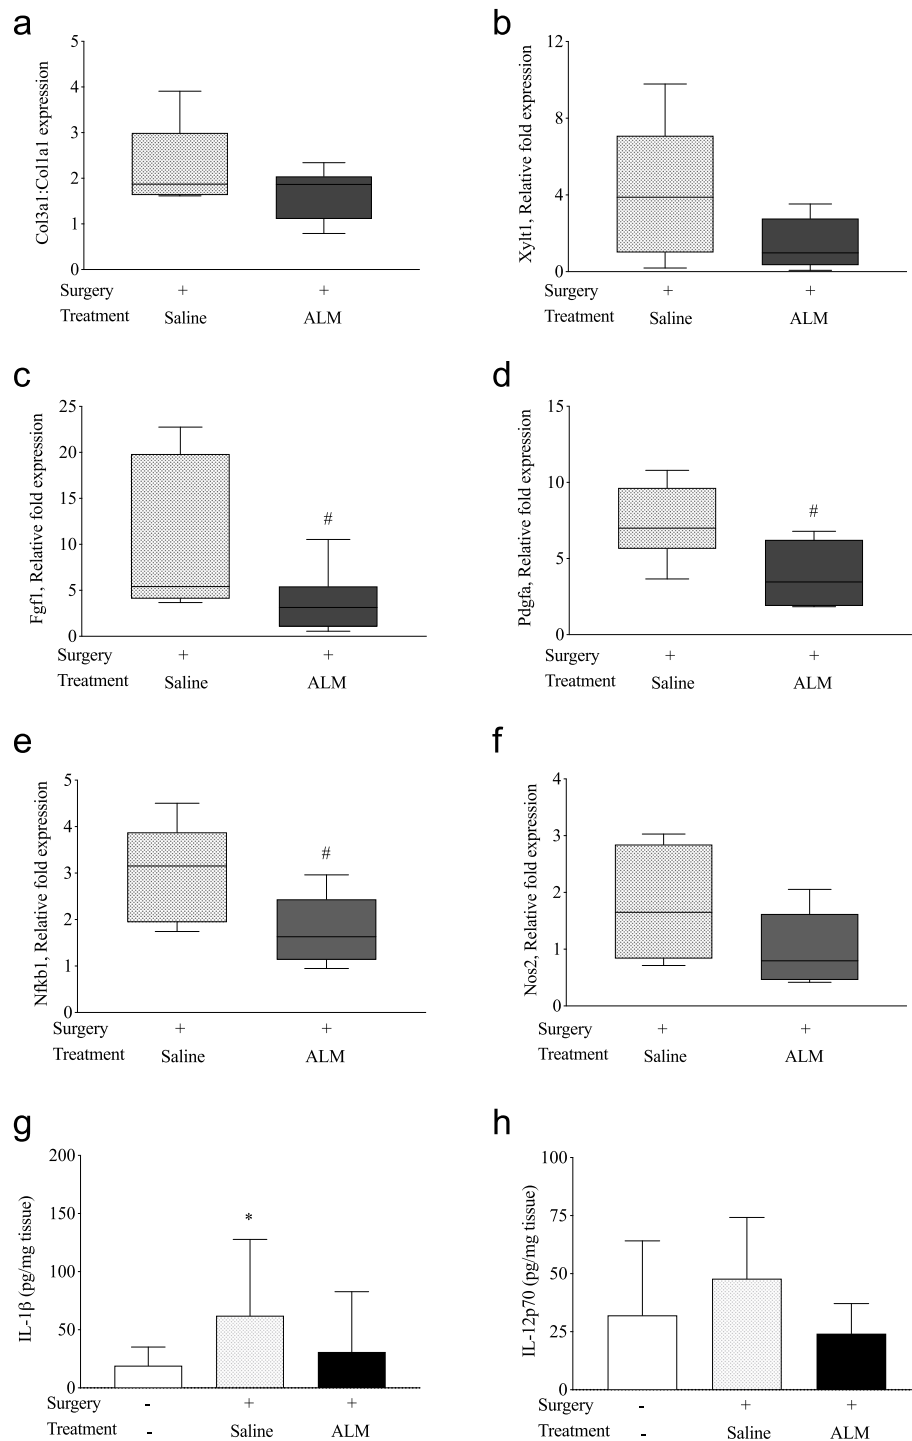 a
5
4
3
2
1
0
Col3a1:Col1a1 expression
Surgery + +
Treatment Saline ALM
b
12
8
4
0
Xylt1, Relative fold expression
Surgery + +
Treatment Saline ALM
c
25
20
15
10
5
0
Fgf1, Relative fold expression
#
Surgery + +
Treatment Saline ALM
d
15
10
5
0
Pdgfa, Relative fold expression
#
Surgery + +
Treatment Saline ALM
e
5
4
3
2
1
0
Nfkb1, Relative fold expression
#
Surgery + +
Treatment Saline ALM
f
4
3
2
1
0
Nos2, Relative fold expression
Surgery + +
Treatment Saline ALM
g
200
150
100
50
0
IL-1β (pg/mg tissue)
*
Surgery - + +
Treatment - Saline ALM
h
100
75
50
25
0
IL-12p70 (pg/mg tissue)
Surgery - + +
Treatment - Saline ALM